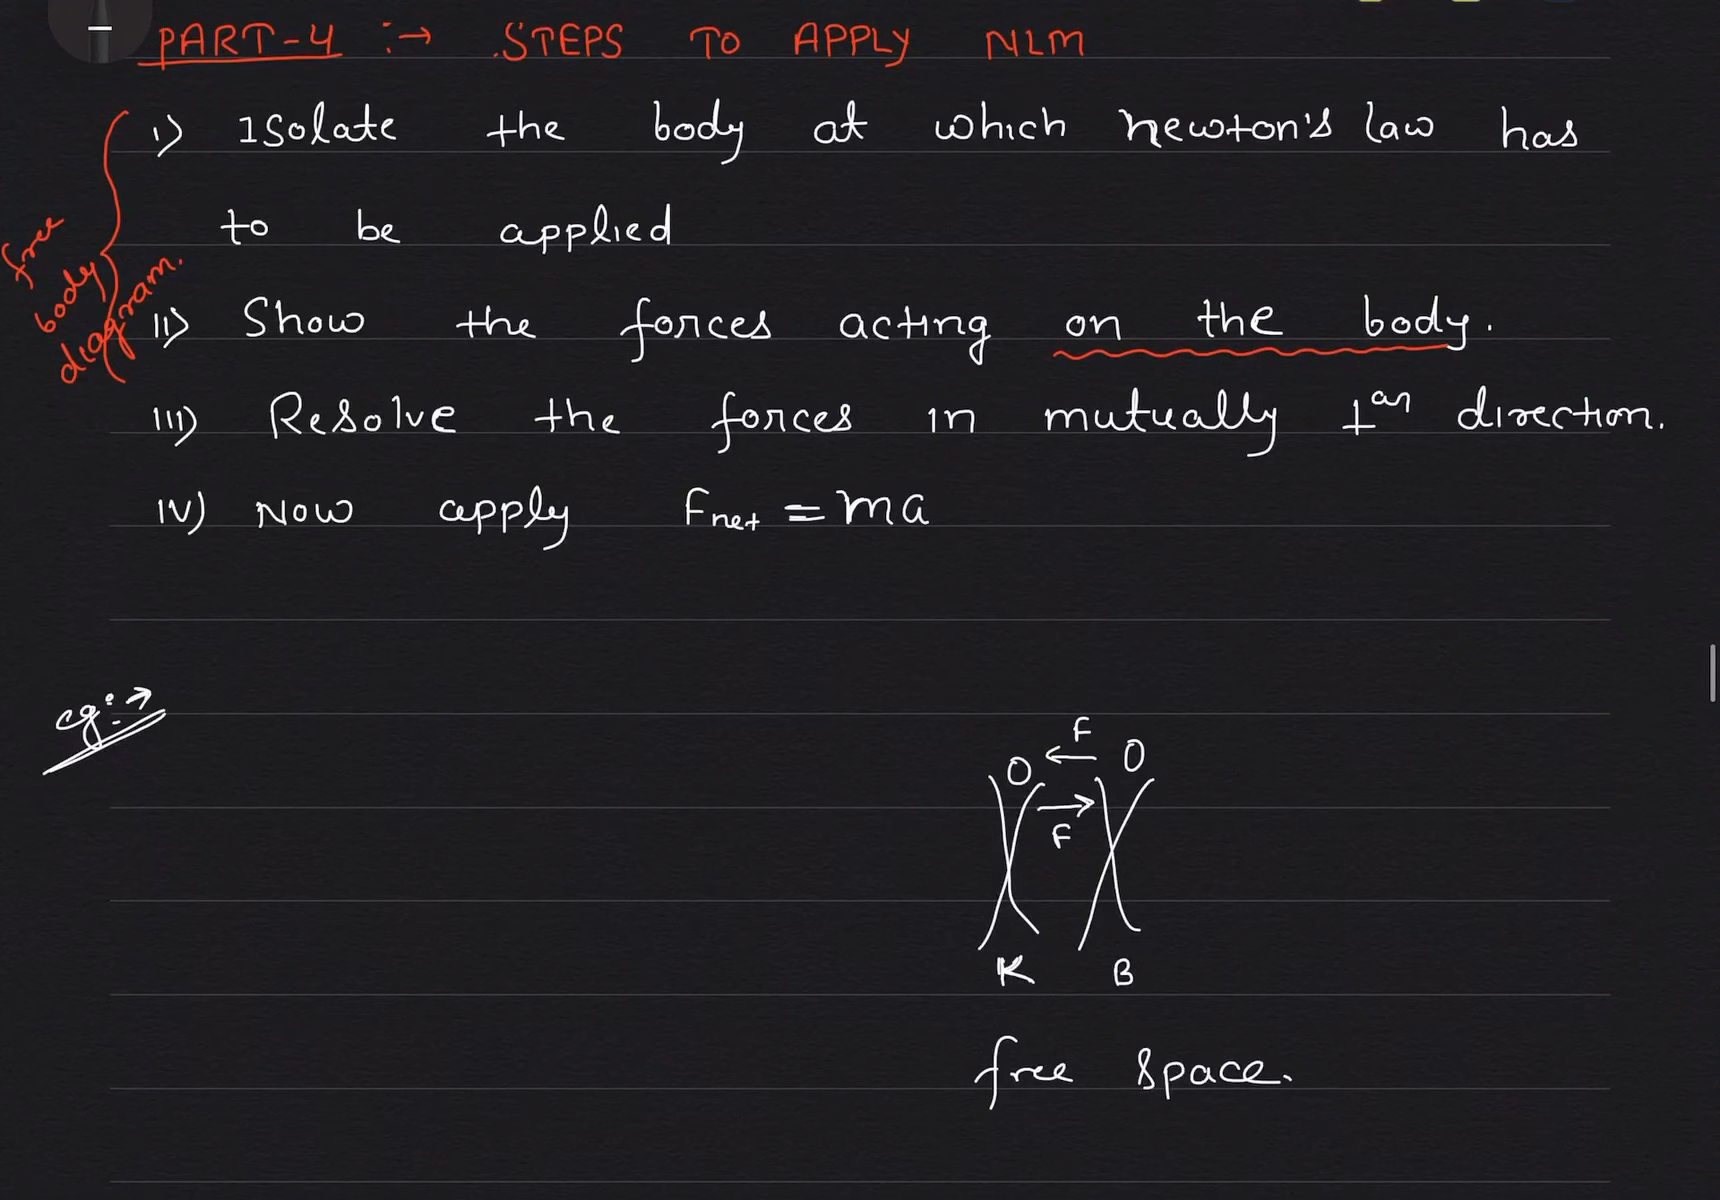 PART-4 :→ STEPS TO APPLY NLM
i) Isolate the body at which newton's law has
to be applied
free
body
diagram.
ii) Show the forces acting on the body.
iii) Resolve the forces in mutually ⊥ar direction.
iv) Now apply Fnet = ma
eg:→
F
F
K B
free space.